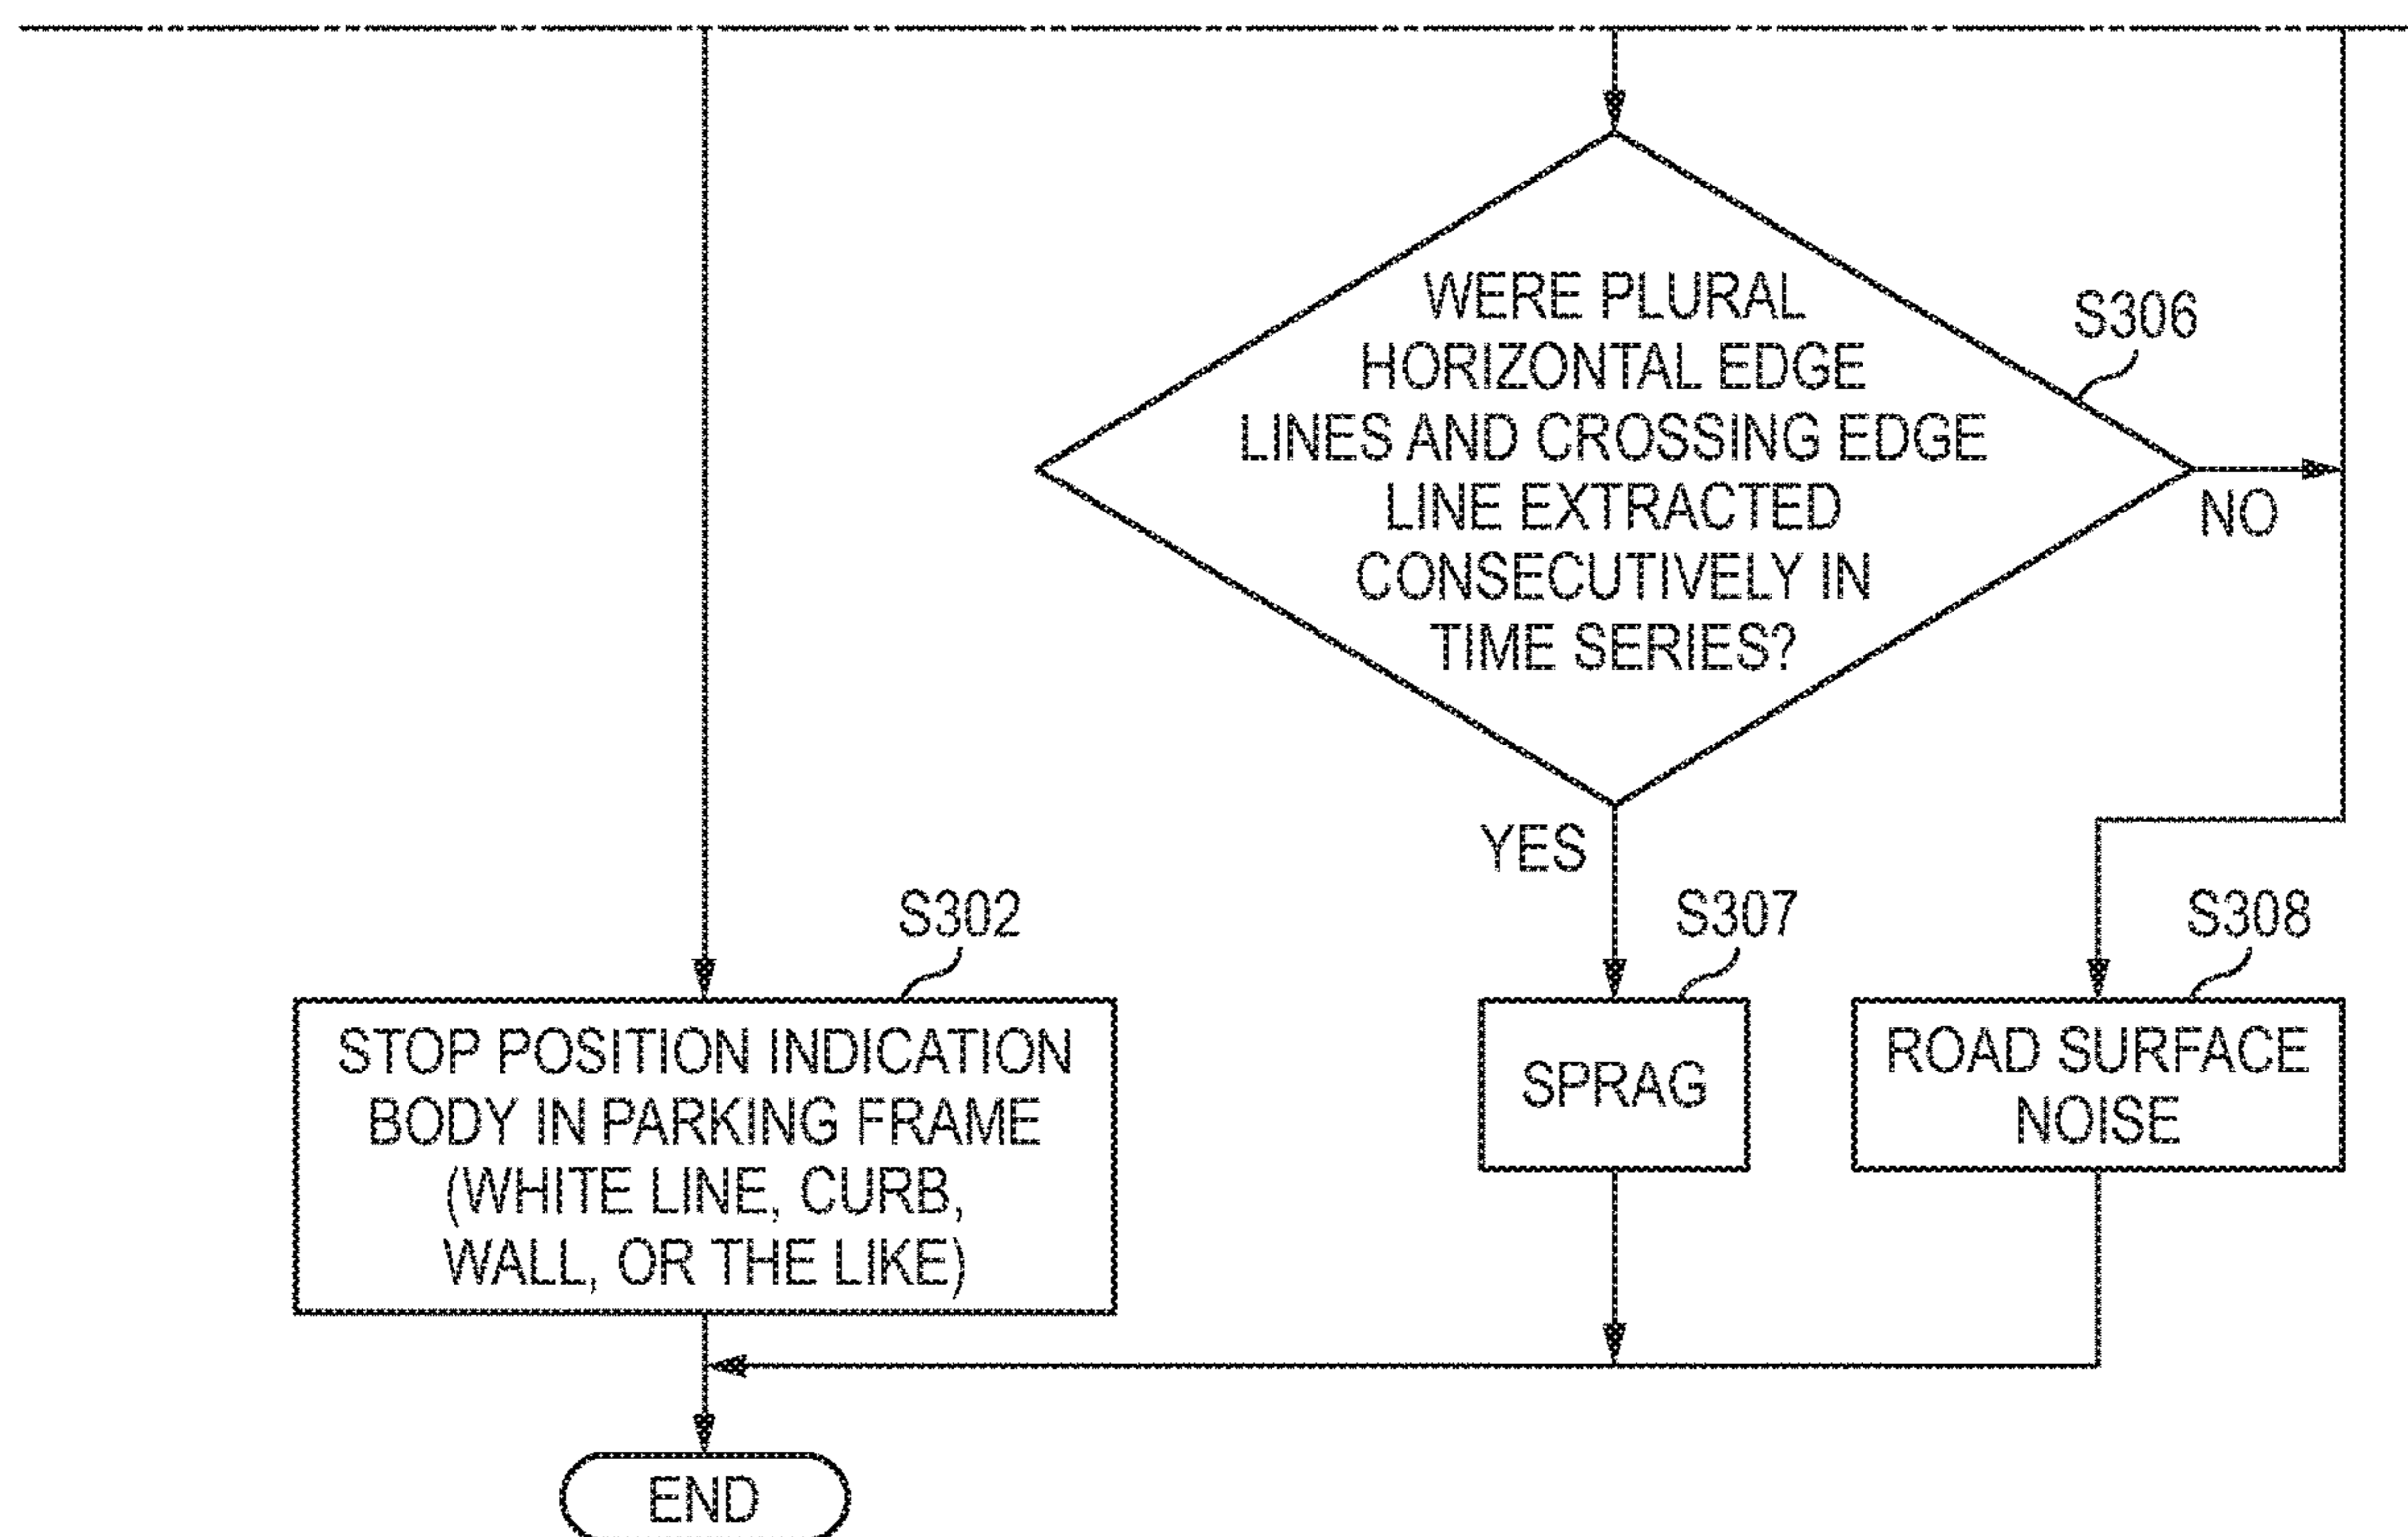 WERE PLURAL
HORIZONTAL EDGE
LINES AND CROSSING EDGE
LINE EXTRACTED
CONSECUTIVELY IN
TIME SERIES?
S306
NO
YES
S302
STOP POSITION INDICATION
BODY IN PARKING FRAME
(WHITE LINE, CURB,
WALL, OR THE LIKE)
S307
SPRAG
S308
ROAD SURFACE
NOISE
END